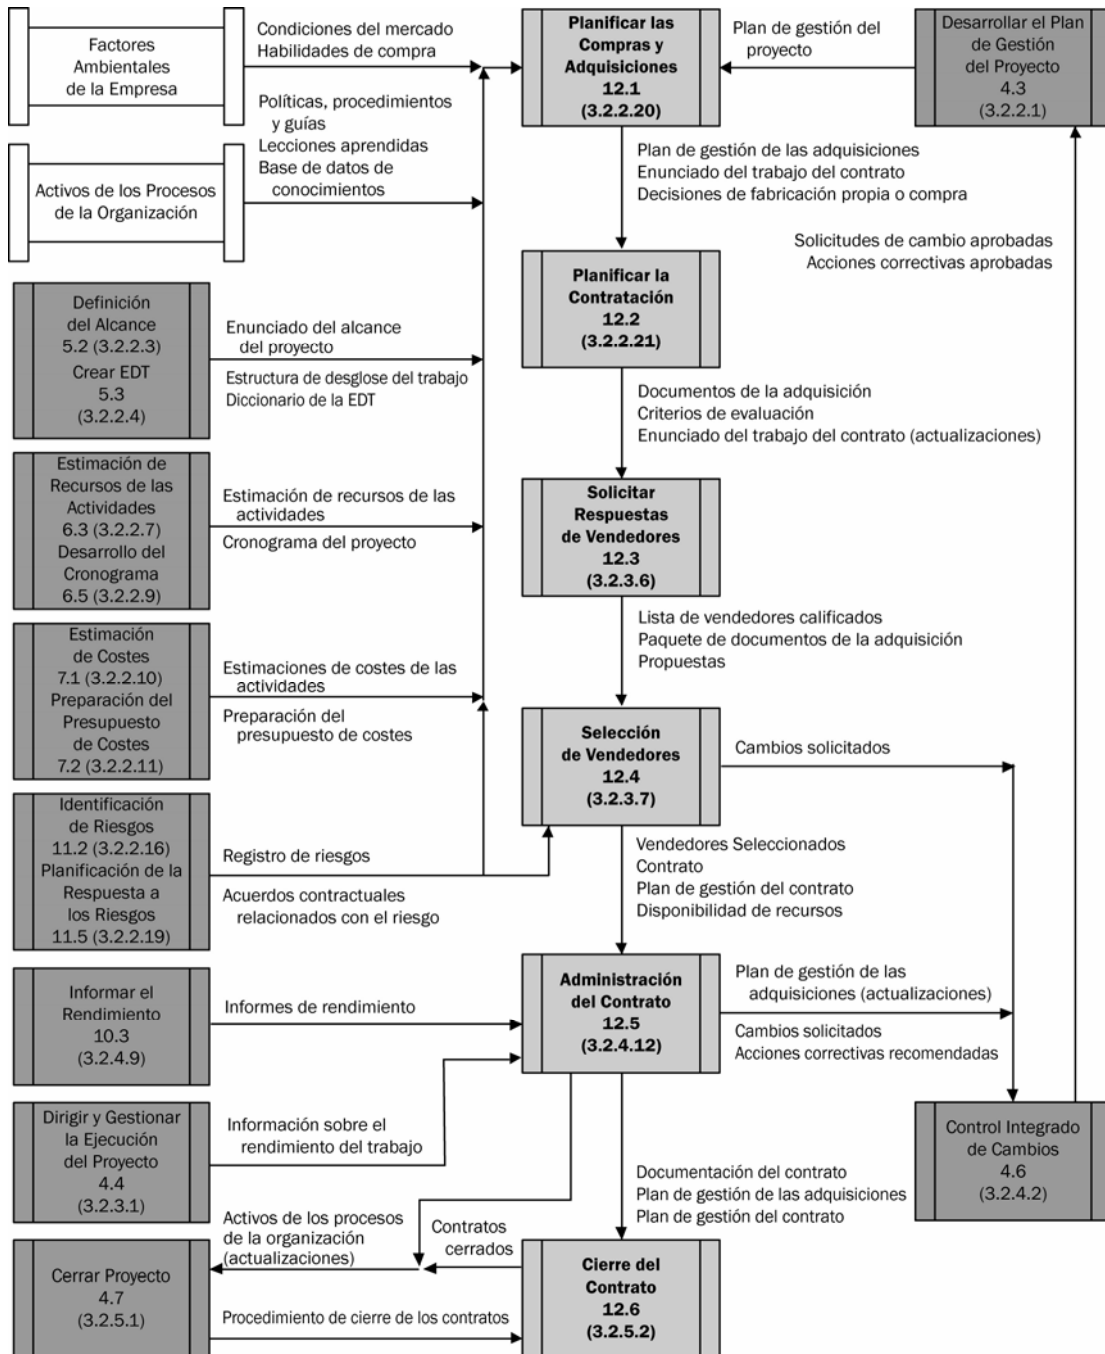 Factores
Ambientales
de la Empresa
Condiciones del mercado
Habilidades de compra
Planificar las
Compras y
Adquisiciones
12.1
(3.2.2.20)
Plan de gestión del
proyecto
Desarrollar el Plan
de Gestión
del Proyecto
4.3
(3.2.2.1)
Políticas, procedimientos
y guías
Lecciones aprendidas
Base de datos de
conocimientos
Activos de los Procesos
de la Organización
Plan de gestión de las adquisiciones
Enunciado del trabajo del contrato
Decisiones de fabricación propia o compra
Solicitudes de cambio aprobadas
Acciones correctivas aprobadas
Planificar la
Contratación
12.2
(3.2.2.21)
Definición
del Alcance
5.2 (3.2.2.3)
Crear EDT
5.3
(3.2.2.4)
Enunciado del alcance
del proyecto
Estructura de desglose del trabajo
Diccionario de la EDT
Documentos de la adquisición
Criterios de evaluación
Enunciado del trabajo del contrato (actualizaciones)
Estimación de
Recursos de las
Actividades
6.3 (3.2.2.7)
Desarrollo del
Cronograma
6.5 (3.2.2.9)
Estimación de recursos de las
actividades
Cronograma del proyecto
Solicitar
Respuestas
de Vendedores
12.3
(3.2.3.6)
Lista de vendedores calificados
Paquete de documentos de la adquisición
Propuestas
Estimación
de Costes
7.1 (3.2.2.10)
Preparación del
Presupuesto
de Costes
7.2 (3.2.2.11)
Estimaciones de costes de las
actividades
Preparación del
presupuesto de costes
Selección
de Vendedores
12.4
(3.2.3.7)
Cambios solicitados
Identificación
de Riesgos
11.2 (3.2.2.16)
Planificación de la
Respuesta a
los Riesgos
11.5 (3.2.2.19)
Registro de riesgos
Acuerdos contractuales
relacionados con el riesgo
Vendedores Seleccionados
Contrato
Plan de gestión del contrato
Disponibilidad de recursos
Informar el
Rendimiento
10.3
(3.2.4.9)
Informes de rendimiento
Administración
del Contrato
12.5
(3.2.4.12)
Plan de gestión de las
adquisiciones (actualizaciones)
Cambios solicitados
Acciones correctivas recomendadas
Dirigir y Gestionar
la Ejecución
del Proyecto
4.4
(3.2.3.1)
Información sobre el
rendimiento del trabajo
Control Integrado
de Cambios
4.6
(3.2.4.2)
Documentación del contrato
Plan de gestión de las adquisiciones
Plan de gestión del contrato
Activos de los procesos
de la organización
(actualizaciones)
Contratos
cerrados
Cerrar Proyecto
4.7
(3.2.5.1)
Procedimiento de cierre de los contratos
Cierre del
Contrato
12.6
(3.2.5.2)